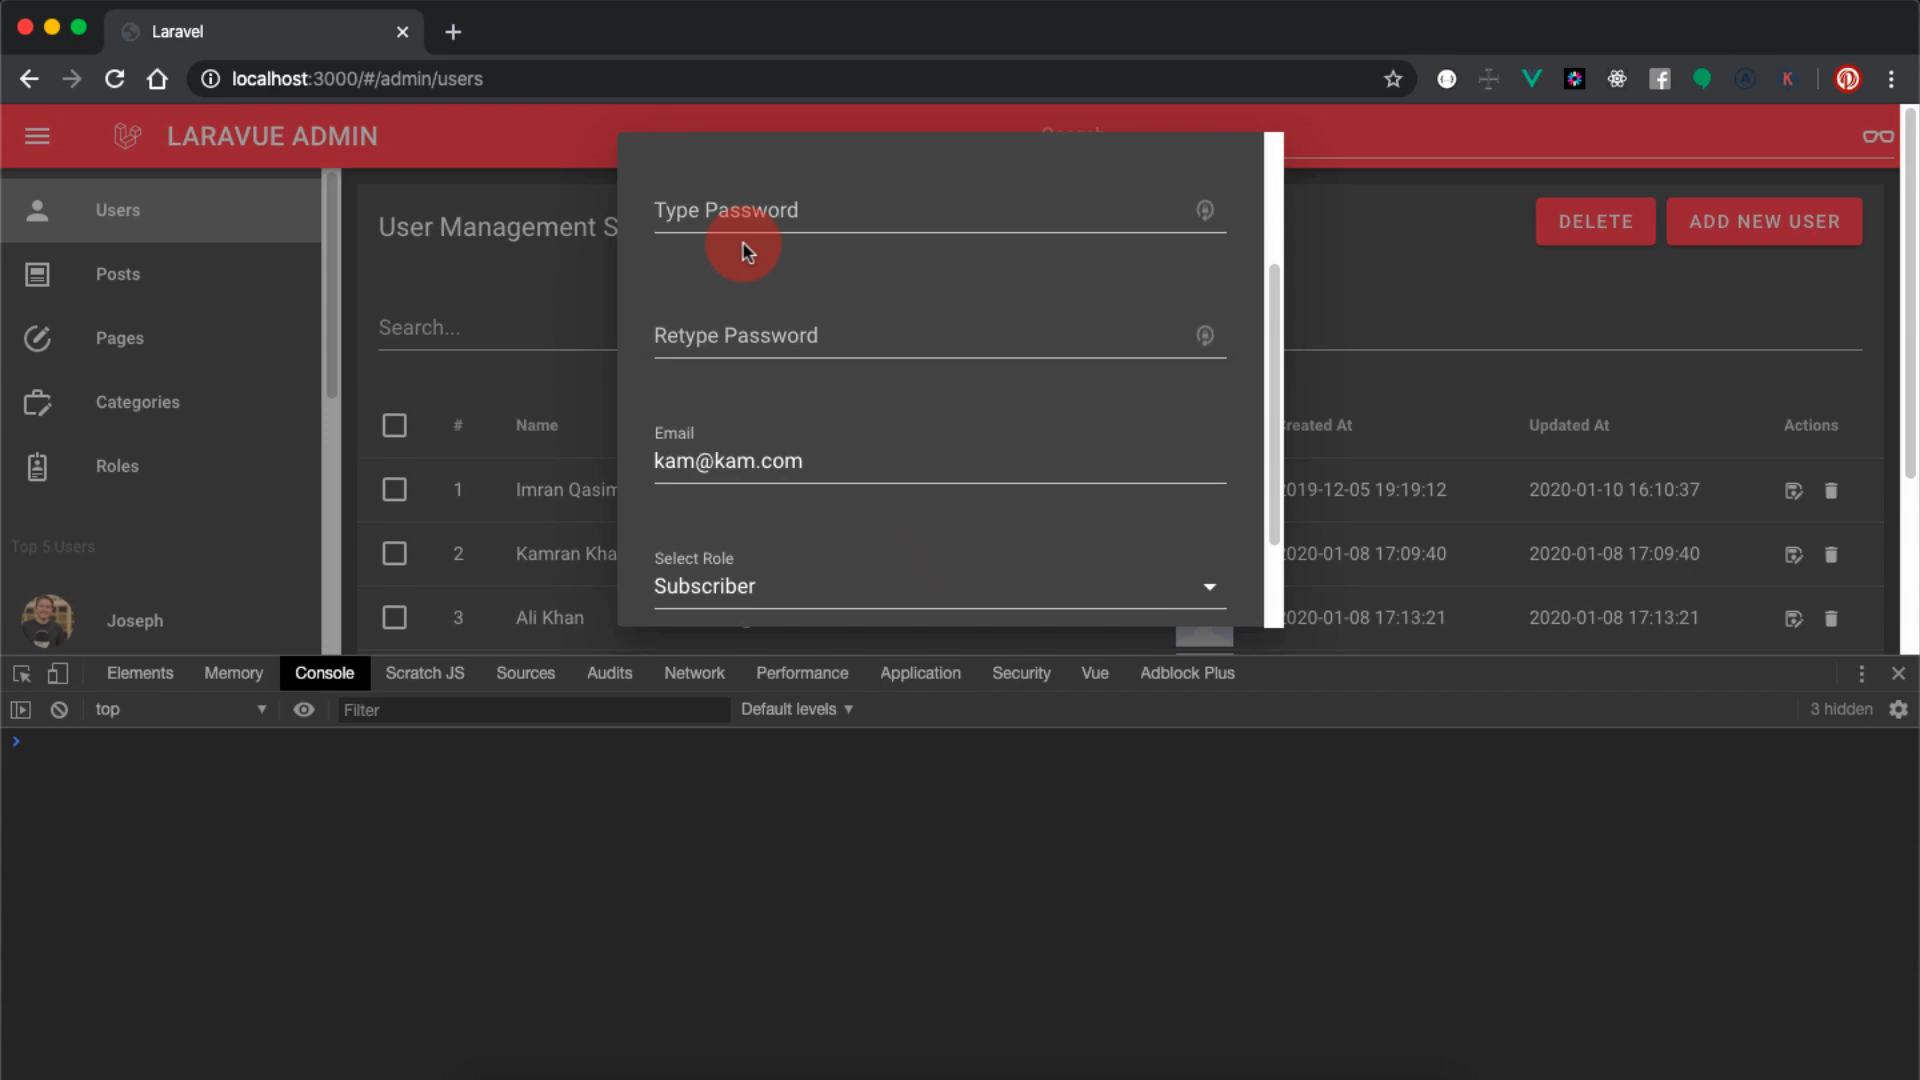 Laravel
localhost:3000/#/admin/users
LARAVUE ADMIN
Search
Users
Posts
Pages
Categories
Roles
Top 5 Users
Joseph
User Management S
DELETE
ADD NEW USER
Search...
Type Password
Retype Password
Email
kam@kam.com
Select Role
Subscriber
# Name Created At Updated At Actions
1 Imran Qasim 2019-12-05 19:19:12 2020-01-10 16:10:37
2 Kamran Kha 2020-01-08 17:09:40 2020-01-08 17:09:40
3 Ali Khan 2020-01-08 17:13:21 2020-01-08 17:13:21
Elements Memory Console Scratch JS Sources Audits Network Performance Application Security Vue Adblock Plus
top Filter Default levels 3 hidden